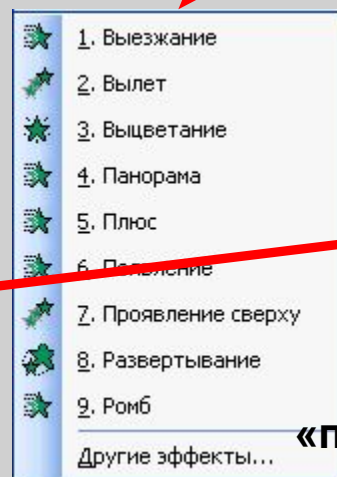 1. Выезжание
2. Вылет
3. Выцветание
4. Панорама
5. Плюс
6. Появление
7. Проявление сверху
8. Развертывание
9. Ромб
«п
Другие эффекты...